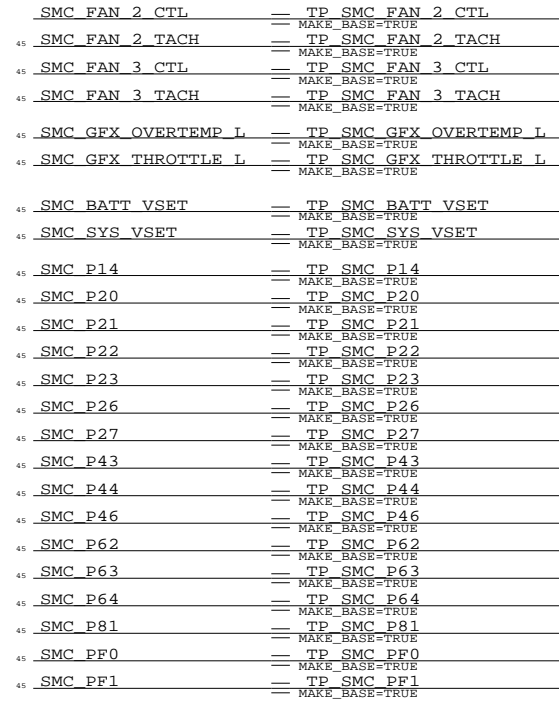 SMC_FAN_2_CTL TP_SMC_FAN_2_CTL
MAKE_BASE=TRUE
45 SMC_FAN_2_TACH TP_SMC_FAN_2_TACH
MAKE_BASE=TRUE
45 SMC_FAN_3_CTL TP_SMC_FAN_3_CTL
MAKE_BASE=TRUE
45 SMC_FAN_3_TACH TP_SMC_FAN_3_TACH
MAKE_BASE=TRUE
45 SMC_GFX_OVERTEMP_L TP_SMC_GFX_OVERTEMP_L
MAKE_BASE=TRUE
45 SMC_GFX_THROTTLE_L TP_SMC_GFX_THROTTLE_L
MAKE_BASE=TRUE
45 SMC_BATT_VSET TP_SMC_BATT_VSET
MAKE_BASE=TRUE
45 SMC_SYS_VSET TP_SMC_SYS_VSET
MAKE_BASE=TRUE
45 SMC_P14 TP_SMC_P14
MAKE_BASE=TRUE
45 SMC_P20 TP_SMC_P20
MAKE_BASE=TRUE
45 SMC_P21 TP_SMC_P21
MAKE_BASE=TRUE
45 SMC_P22 TP_SMC_P22
MAKE_BASE=TRUE
45 SMC_P23 TP_SMC_P23
MAKE_BASE=TRUE
45 SMC_P26 TP_SMC_P26
MAKE_BASE=TRUE
45 SMC_P27 TP_SMC_P27
MAKE_BASE=TRUE
45 SMC_P43 TP_SMC_P43
MAKE_BASE=TRUE
45 SMC_P44 TP_SMC_P44
MAKE_BASE=TRUE
45 SMC_P46 TP_SMC_P46
MAKE_BASE=TRUE
45 SMC_P62 TP_SMC_P62
MAKE_BASE=TRUE
45 SMC_P63 TP_SMC_P63
MAKE_BASE=TRUE
45 SMC_P64 TP_SMC_P64
MAKE_BASE=TRUE
45 SMC_P81 TP_SMC_P81
MAKE_BASE=TRUE
45 SMC_PF0 TP_SMC_PF0
MAKE_BASE=TRUE
45 SMC_PF1 TP_SMC_PF1
MAKE_BASE=TRUE